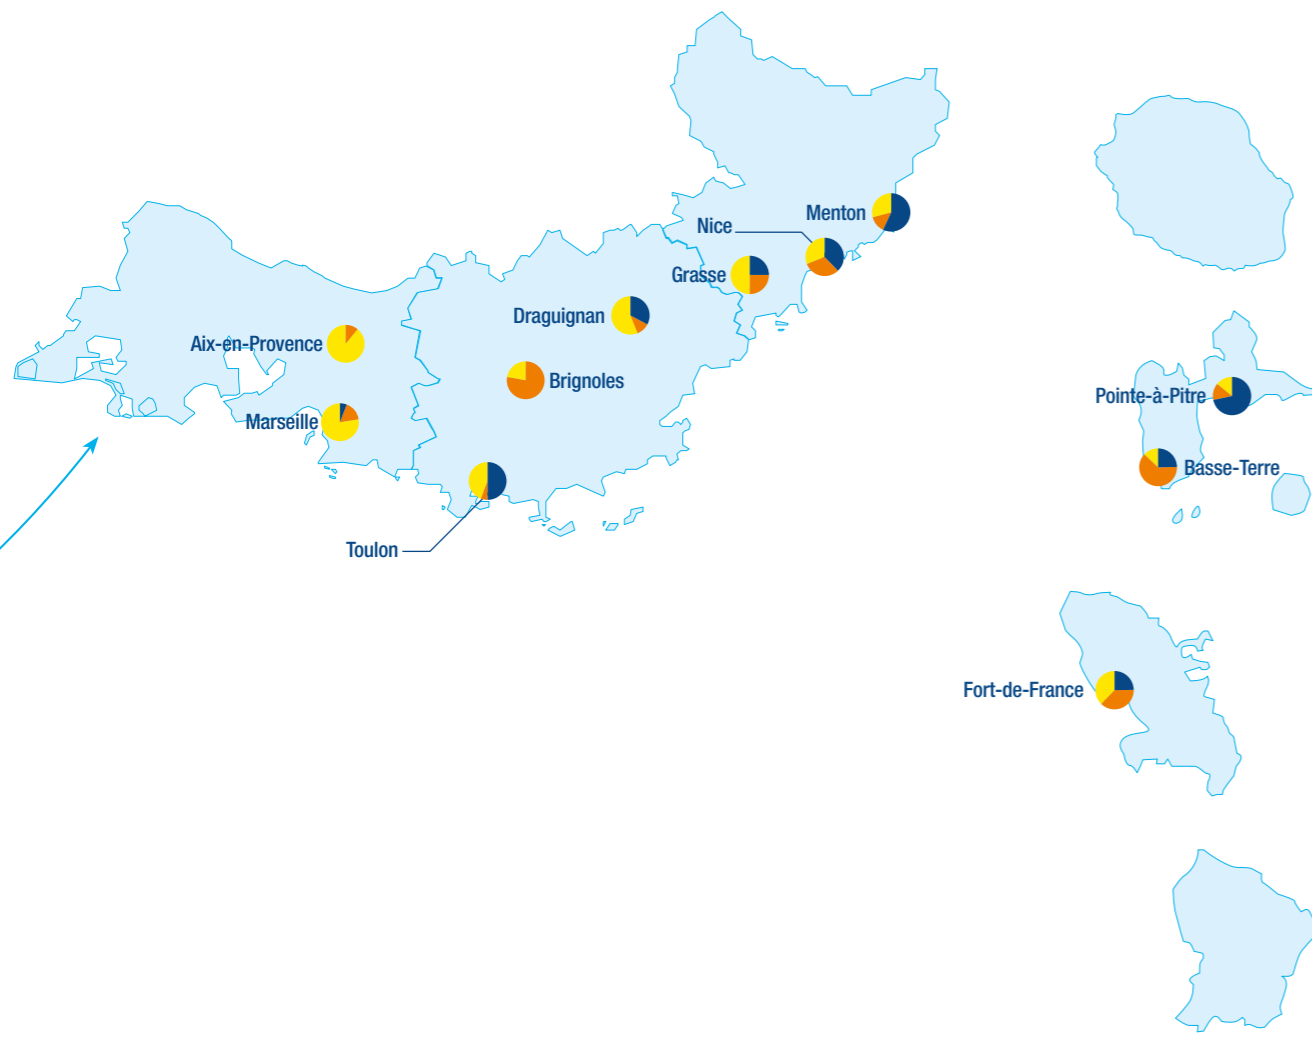 Menton
Nice
Grasse
Draguignan
Aix-en-Provence
Brignoles
Marseille
Toulon
Pointe-à-Pitre
Basse-Terre
Fort-de-France